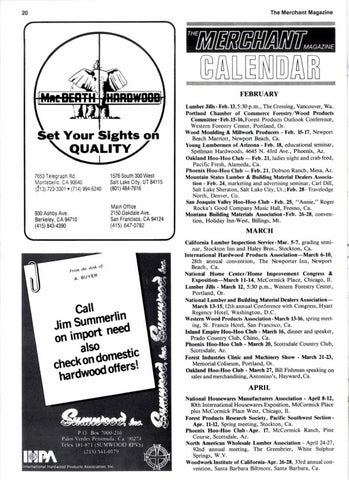 20
The Merchant Magazine
MacBEATH HARDWOOD
Set Your Sights on
QUALITY
7653 Telegraph Rd.
Montebello, CA 90640
(213) 723-3301 • (714) 994-6240
1576 South 300 West
Salt Lake City, UT 84115
(801) 484-7616
930 Ashby Ave.
Berkeley, CA 94710
(415) 843-4390
Main Office
2150 Oakdale Ave.
San Francisco, CA 94124
(415) 647-0782
From the desk of:
A. BUYER
Call
Jim Summerlin
on import need
also
check on domestic
hardwood offers!
Sumwood, Inc.
Sumwood, Inc.
P.O. Box 7000-216
Palos Verdes Peninsula, Ca. 90274
Telex 181-871 (SUMWOOD RPVS)
(213) 541-0179
IHPA
International Hardwood Products Association, Inc.
THE MERCHANT MAGAZINE
CALENDAR
FEBRUARY
Lumber Jills - Feb. 13, 5:30 p.m., The Crossing, Vancouver, Wa.
Portland Chamber of Commerce Forestry/Wood Products
Committee - Feb. 15-16, Forest Products Outlook Conference,
Western Forestry Center, Portland, Or.
Wood Moulding & Millwork Producers - Feb. 15-17, Newport
Beach Marriott, Newport Beach, Ca.
Young Lumbermen of Arizona - Feb. 18, educational seminar,
Spellman Hardwoods, 4645 N. 43rd Ave., Phoenix, Az.
Oakland Hoo-Hoo Club — Feb. 21, ladies night and crab feed,
Pacific Fresh, Alameda, Ca.
Phoenix Hoo-Hoo Club — Feb. 21, Dobson Ranch, Mesa, Az.
Mountain States Lumber & Building Material Dealers Association
- Feb. 24, marketing and advertising seminar, Carl Dill,
Salt Lake Sheraton, Salt Lake City, Ut.; Feb. 28- Travelodge
North, Denver, Co.
San Joaquin Valley Hoo-Hoo Club - Feb. 25, "Annie," Roger
Rocka's Good Company Music Hall, Fresno, Ca.
Montana Building Materials Association-Feb. 26-28, convention,
Holiday Inn-West, Billings, Mt.
MARCH
California Lumber Inspection Service-Mar. 5-7, grading seminar,
Stockton Inn and Haley Bros., Stockton, Ca.
International Hardwood Products Association—March 6-10,
28th annual convention, The Newporter Inn, Newport
Beach, Ca.
National Home Center/Home Improvement Congress &
Exposition—March 11-14, McCormick Place, Chicago, Il.
Lumber Jills - March 12, 5:30 p.m., Western Forestry Center,
Portland, Or.
National Lumber and Building Material Dealers Association—
March 13-15, 12th annual Conference with Congress, Hyatt
Regency Hotel, Washington, D.C.
Western Wood Products Association-March 13-16, spring meeting,
St. Francis Hotel, San Francisco, Ca.
Inland Empire Hoo-Hoo Club - March 16, dinner and speaker,
Prado Country Club, Chino, Ca.
Phoenix Hoo-Hoo Club - March 20, Scottsdale Country Club,
Scottsdale, Az.
Forest Industries Clinic and Machinery Show - March 21-23,
Memorial Coliseum, Portland, Or.
Oakland Hoo-Hoo Club - March 27, Bill Fishman speaking on
sales and merchandising, Antonino's, Hayward, Ca.
APRIL
National Housewares Manufacturers Association - April 8-12,
80th International Housewares Exposition, McCormick Place
plus McCormick Place West, Chicago, Il.
Forest Products Research Society, Pacific Southwest Section-
Apr. 11-12, Spring meeting, Stockton, Ca.
Phoenix Hoo-Hoo Club-Apr. 17, McCormick Ranch, Pine
Course, Scottsdale, Az.
North American Wholesale Lumber Association - April 24-27,
92nd annual meeting, The Greenbrier, White Sulphur
Springs, W.V.
Woodwork Institute of California-Apr. 26-28, 33rd annual convention,
Santa Barbara Biltmore, Santa Barbara, Ca.